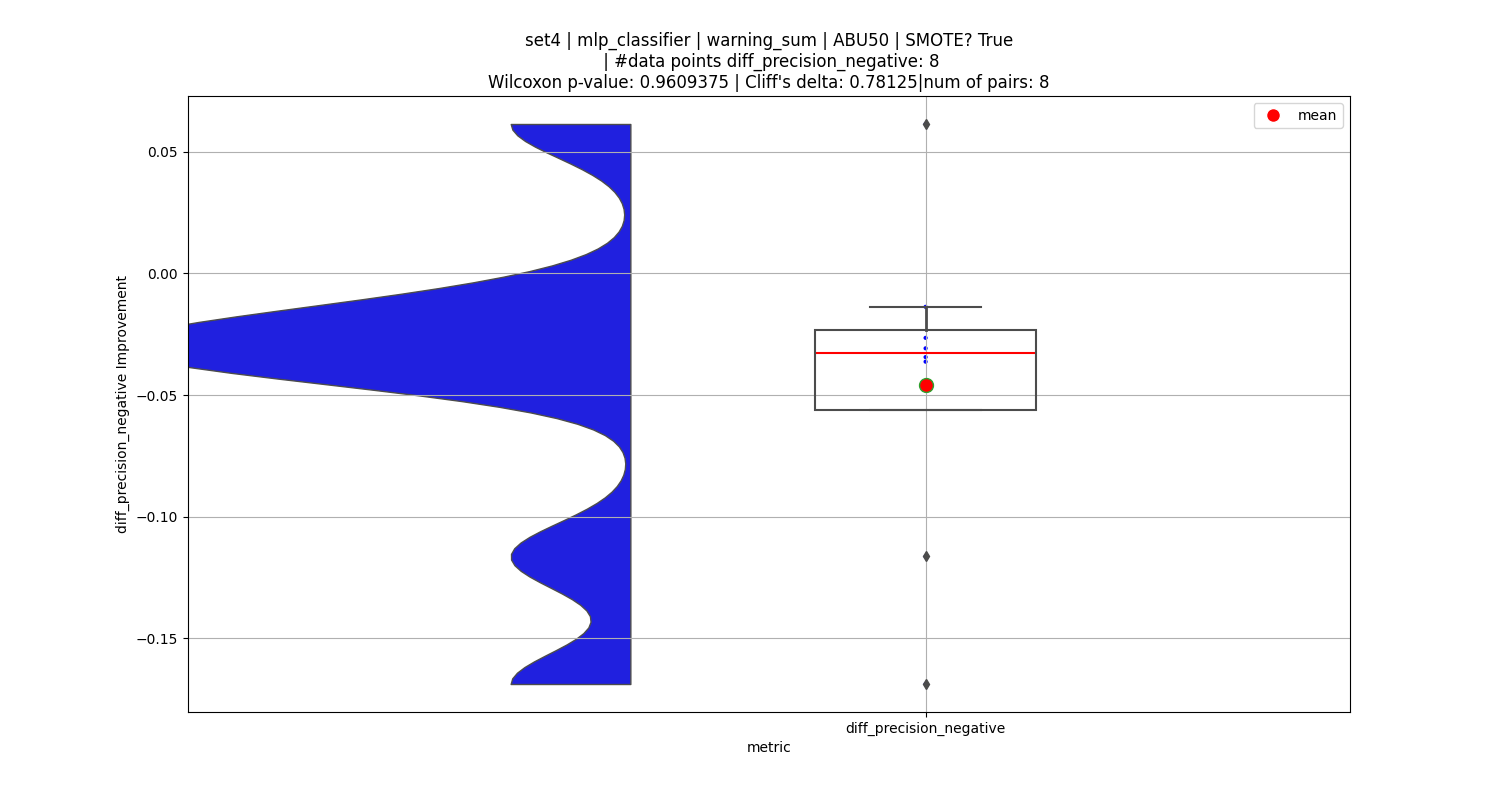 set4 | mlp_classifier | warning_sum | ABU50 | SMOTE? True
| #data points diff_precision_negative: 8
Wilcoxon p-value: 0.9609375 | Cliff's delta: 0.78125|num of pairs: 8
mean
0.05
0.00
−0.05
−0.10
−0.15
diff_precision_negative Improvement
diff_precision_negative
metric